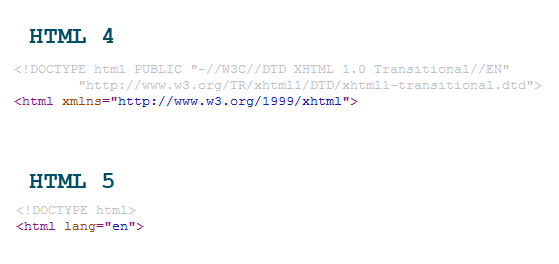 HTML 4
<!DOCTYPE html PUBLIC "-//W3C//DTD XHTML 1.0 Transitional//EN"
"http://www.w3.org/TR/xhtml1/DTD/xhtml1-transitional.dtd">
<html xmlns="http://www.w3.org/1999/xhtml">
HTML 5
<!DOCTYPE html>
<html lang="en">